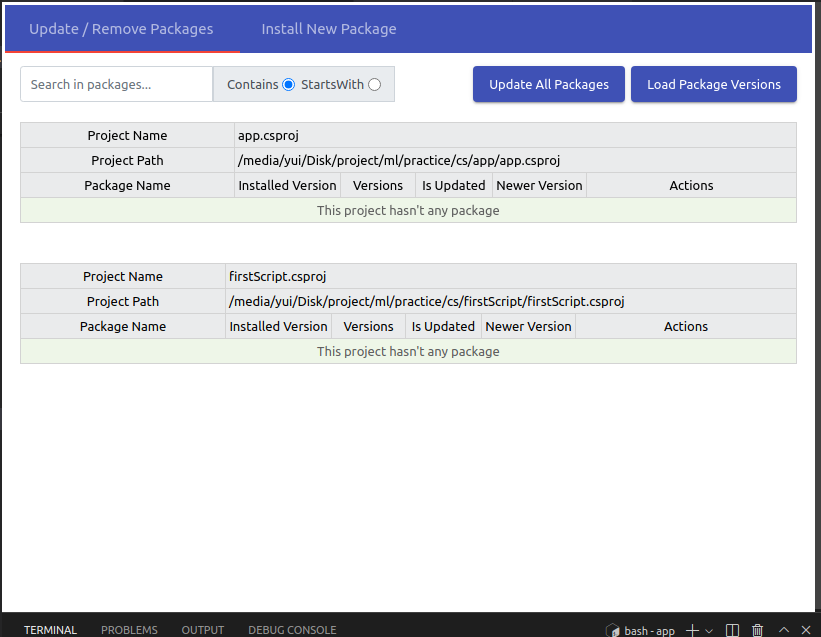 Update / Remove Packages Install New Package
Search in packages... Contains StartsWith Update All Packages Load Package Versions
Project Name app.csproj
Project Path /media/yui/Disk/project/ml/practice/cs/app/app.csproj
Package Name Installed Version Versions Is Updated Newer Version Actions
This project hasn't any package
Project Name firstScript.csproj
Project Path /media/yui/Disk/project/ml/practice/cs/firstScript/firstScript.csproj
Package Name Installed Version Versions Is Updated Newer Version Actions
This project hasn't any package
TERMINAL PROBLEMS OUTPUT DEBUG CONSOLE bash - app